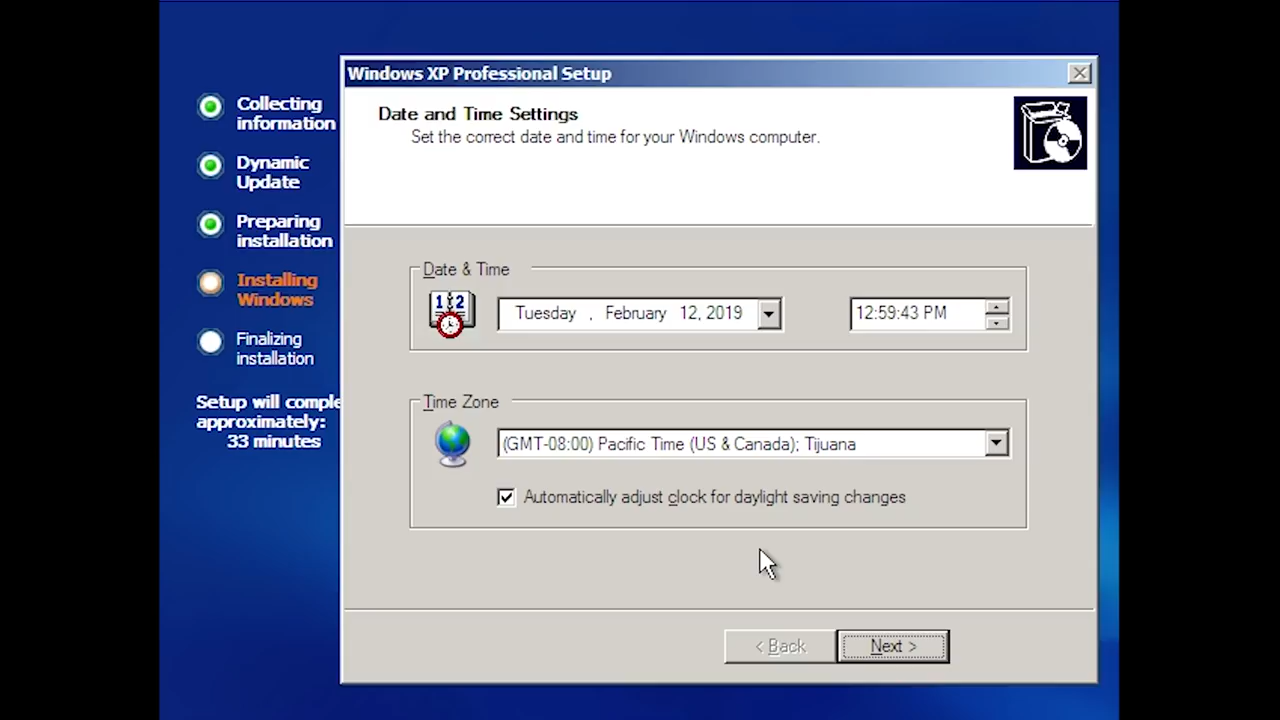 Windows XP Professional Setup
Date and Time Settings
Set the correct date and time for your Windows computer.
Collecting
information
Dynamic
Update
Preparing
installation
Installing
Windows
Finalizing
installation
Setup will comple
approximately:
33 minutes
Date & Time
1 2
Tuesday , February 12, 2019
12:59:43 PM
Time Zone
(GMT-08:00) Pacific Time (US & Canada); Tijuana
Automatically adjust clock for daylight saving changes
< Back
Next >